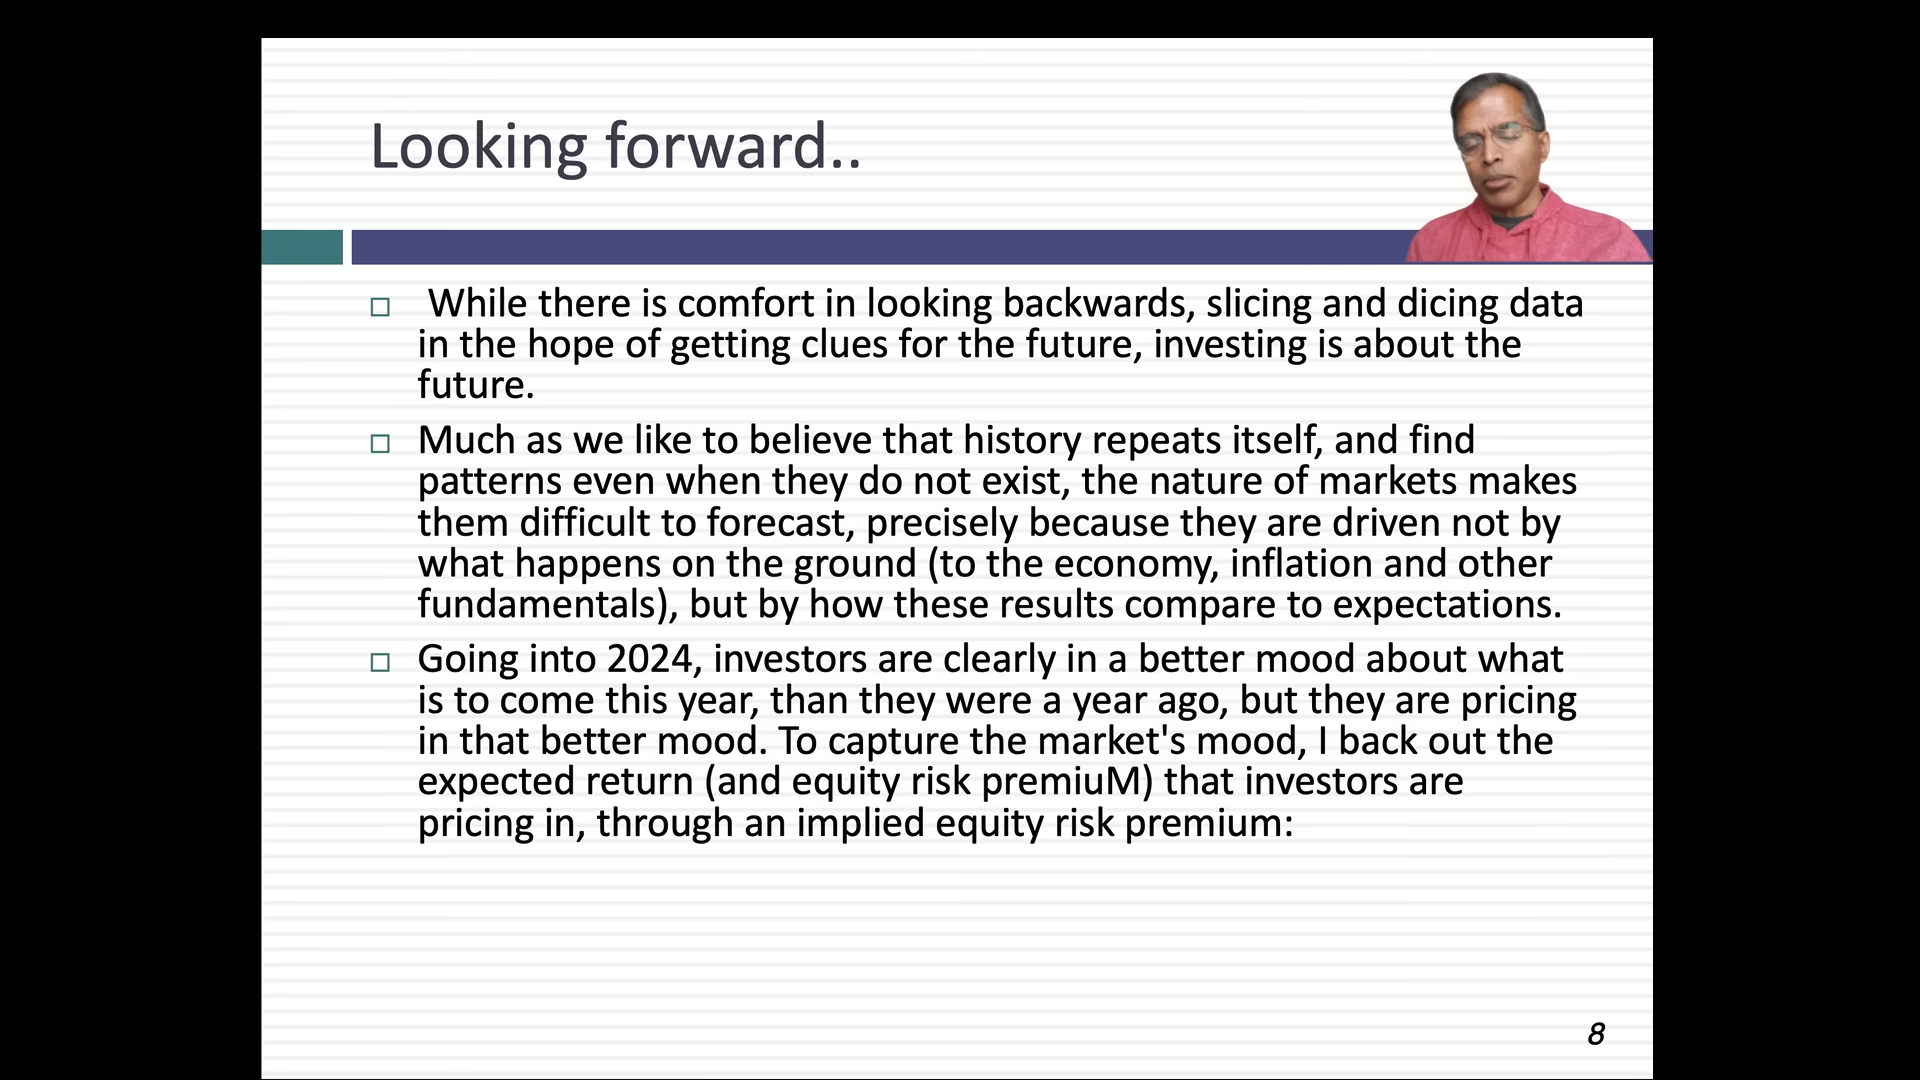 Looking forward..
While there is comfort in looking backwards, slicing and dicing data
in the hope of getting clues for the future, investing is about the
future.
Much as we like to believe that history repeats itself, and find
patterns even when they do not exist, the nature of markets makes
them difficult to forecast, precisely because they are driven not by
what happens on the ground (to the economy, inflation and other
fundamentals), but by how these results compare to expectations.
Going into 2024, investors are clearly in a better mood about what
is to come this year, than they were a year ago, but they are pricing
in that better mood. To capture the market's mood, I back out the
expected return (and equity risk premiuM) that investors are
pricing in, through an implied equity risk premium:
8